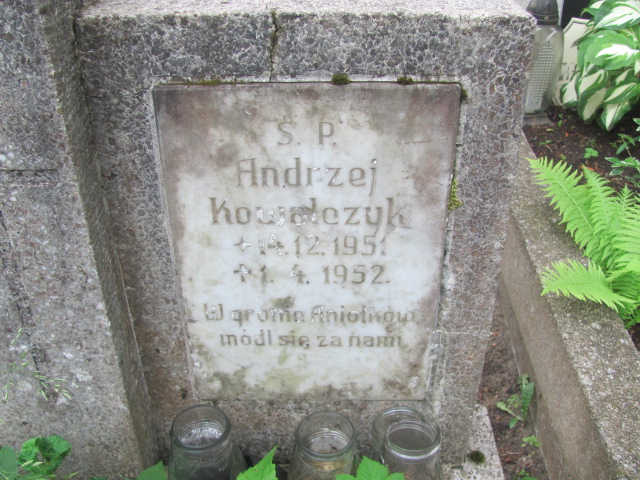 Ś. P.
Andrzej
Kowalczyk
+14.12.1951.
+1. 4. 1952.
W gronie Aniołków
módl się za nami